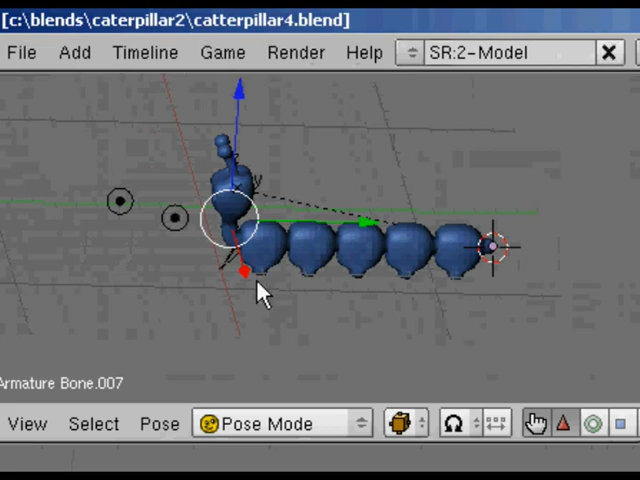 [c:\blends\caterpillar2\catterpillar4.blend]
File Add Timeline Game Render Help SR:2-Model
y
Armature Bone.007
View Select Pose Pose Mode